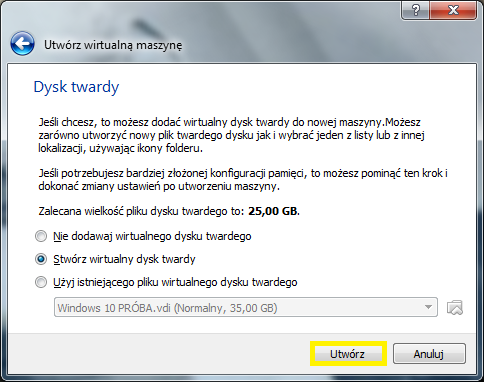 Utwórz wirtualną maszynę
Dysk twardy
Jeśli chcesz, to możesz dodać wirtualny dysk twardy do nowej maszyny.Możesz
zarówno utworzyć nowy plik twardego dysku jak i wybrać jeden z listy lub z innej
lokalizacji, używając ikony folderu.
Jeśli potrzebujesz bardziej złożonej konfiguracji pamięci, to możesz pominąć ten krok i
dokonać zmiany ustawień po utworzeniu maszyny.
Zalecana wielkość pliku dysku twardego to: 25,00 GB.
Nie dodawaj wirtualnego dysku twardego
Stwórz wirtualny dysk twardy
Użyj istniejącego pliku wirtualnego dysku twardego
Windows 10 PRÓBA.vdi (Normalny, 35,00 GB)
Utwórz Anuluj